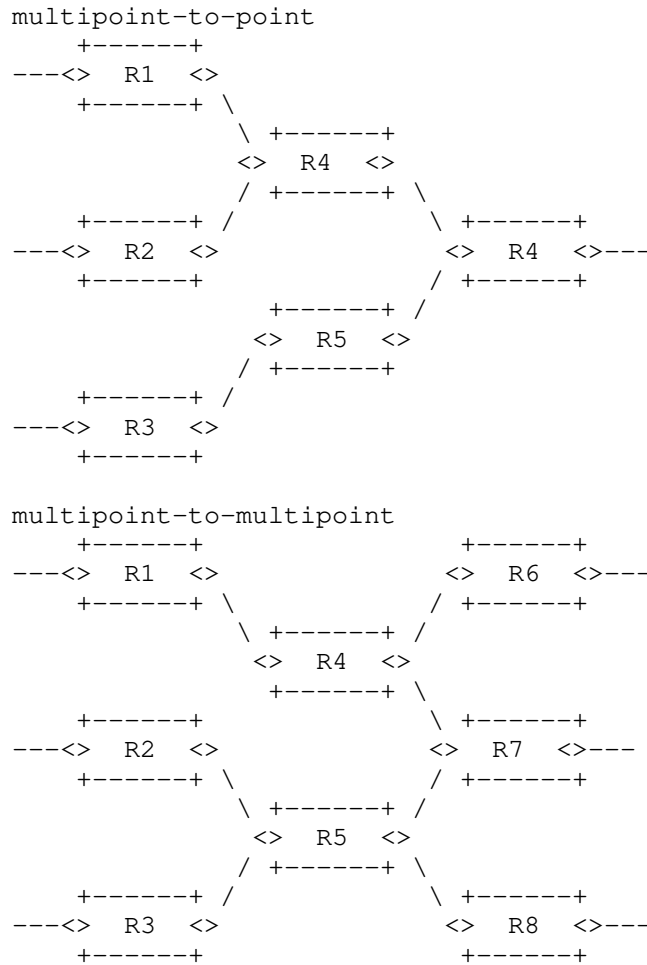 multipoint-to-point
R1
R4
R2
R4
R5
R3
multipoint-to-multipoint
R1 R6
R4
R2 R7
R5
R3 R8